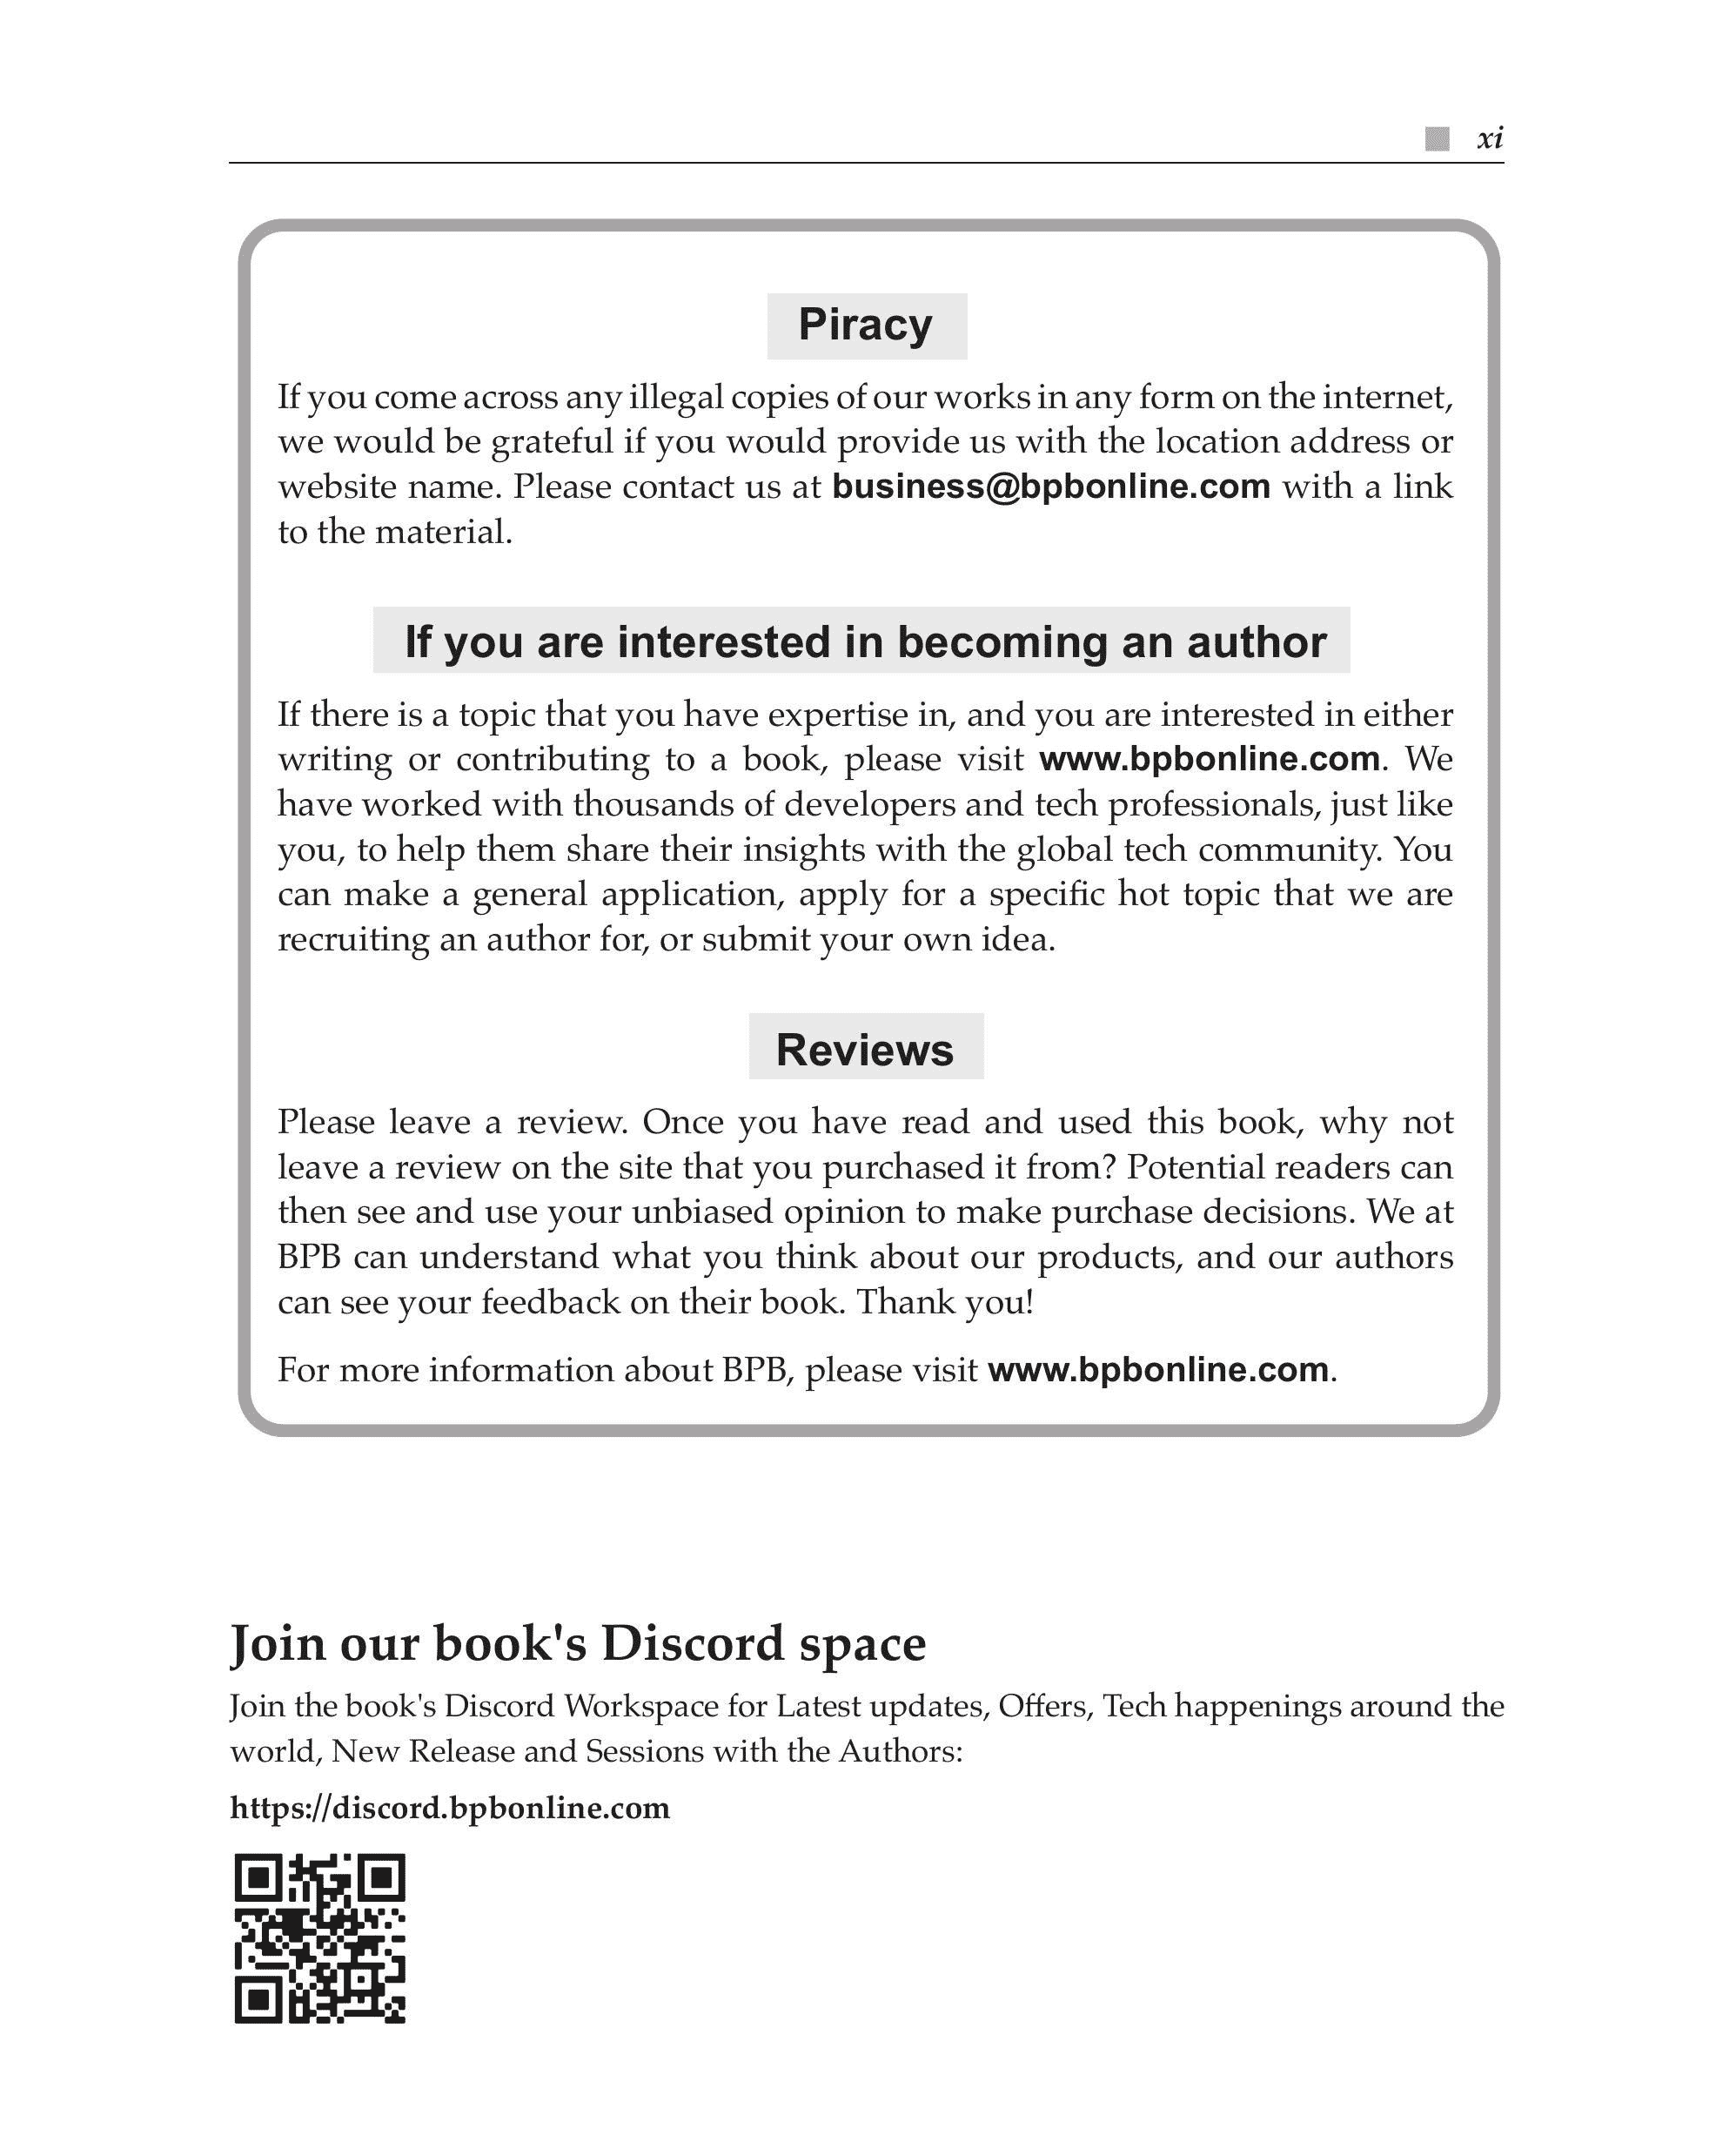 xi
Piracy
If you come across any illegal copies of our works in any form on the internet,
we would be grateful if you would provide us with the location address or
website name. Please contact us at business@bpbonline.com with a link
to the material.
If you are interested in becoming an author
If there is a topic that you have expertise in, and you are interested in either
writing or contributing to a book, please visit www.bpbonline.com. We
have worked with thousands of developers and tech professionals, just like
you, to help them share their insights with the global tech community. You
can make a general application, apply for a specific hot topic that we are
recruiting an author for, or submit your own idea.
Reviews
Please leave a review. Once you have read and used this book, why not
leave a review on the site that you purchased it from? Potential readers can
then see and use your unbiased opinion to make purchase decisions. We at
BPB can understand what you think about our products, and our authors
can see your feedback on their book. Thank you!
For more information about BPB, please visit www.bpbonline.com.
Join our book's Discord space
Join the book's Discord Workspace for Latest updates, Offers, Tech happenings around the
world, New Release and Sessions with the Authors:
https://discord.bpbonline.com